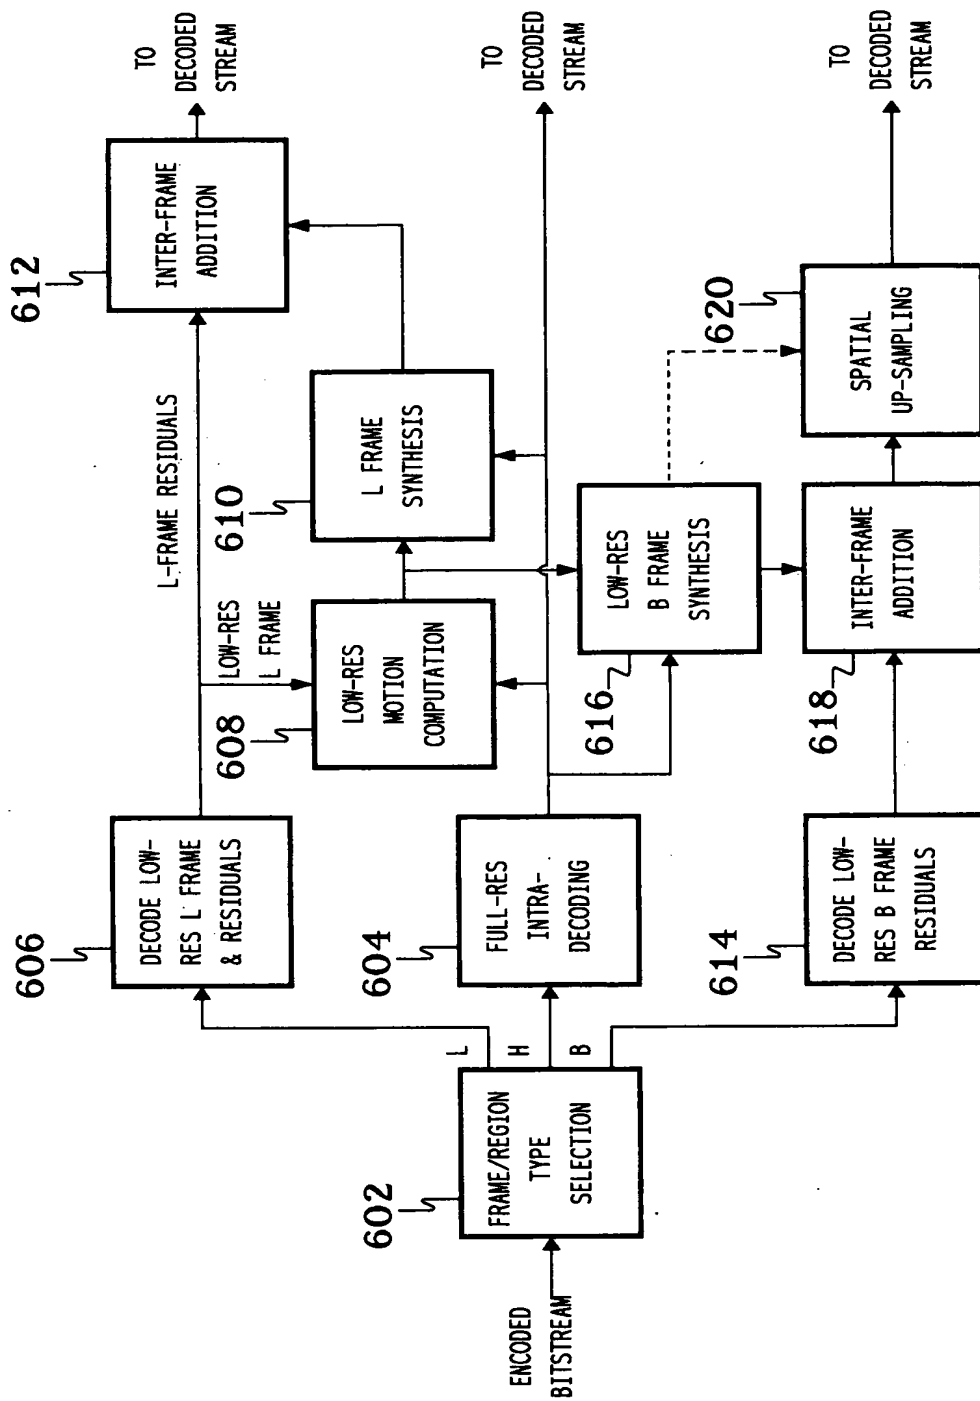 ENCODED
BITSTREAM
602
FRAME/REGION
TYPE
SELECTION
L
H
B
606
DECODE LOW-
RES L FRAME
& RESIDUALS
604
FULL-RES
INTRA-
DECODING
614
DECODE LOW-
RES B FRAME
RESIDUALS
L-FRAME RESIDUALS
LOW-RES
L FRAME
608
LOW-RES
MOTION
COMPUTATION
610
L FRAME
SYNTHESIS
612
INTER-FRAME
ADDITION
TO
DECODED
STREAM
TO
DECODED
STREAM
616
LOW-RES
B FRAME
SYNTHESIS
618
INTER-FRAME
ADDITION
620
SPATIAL
UP-SAMPLING
TO
DECODED
STREAM